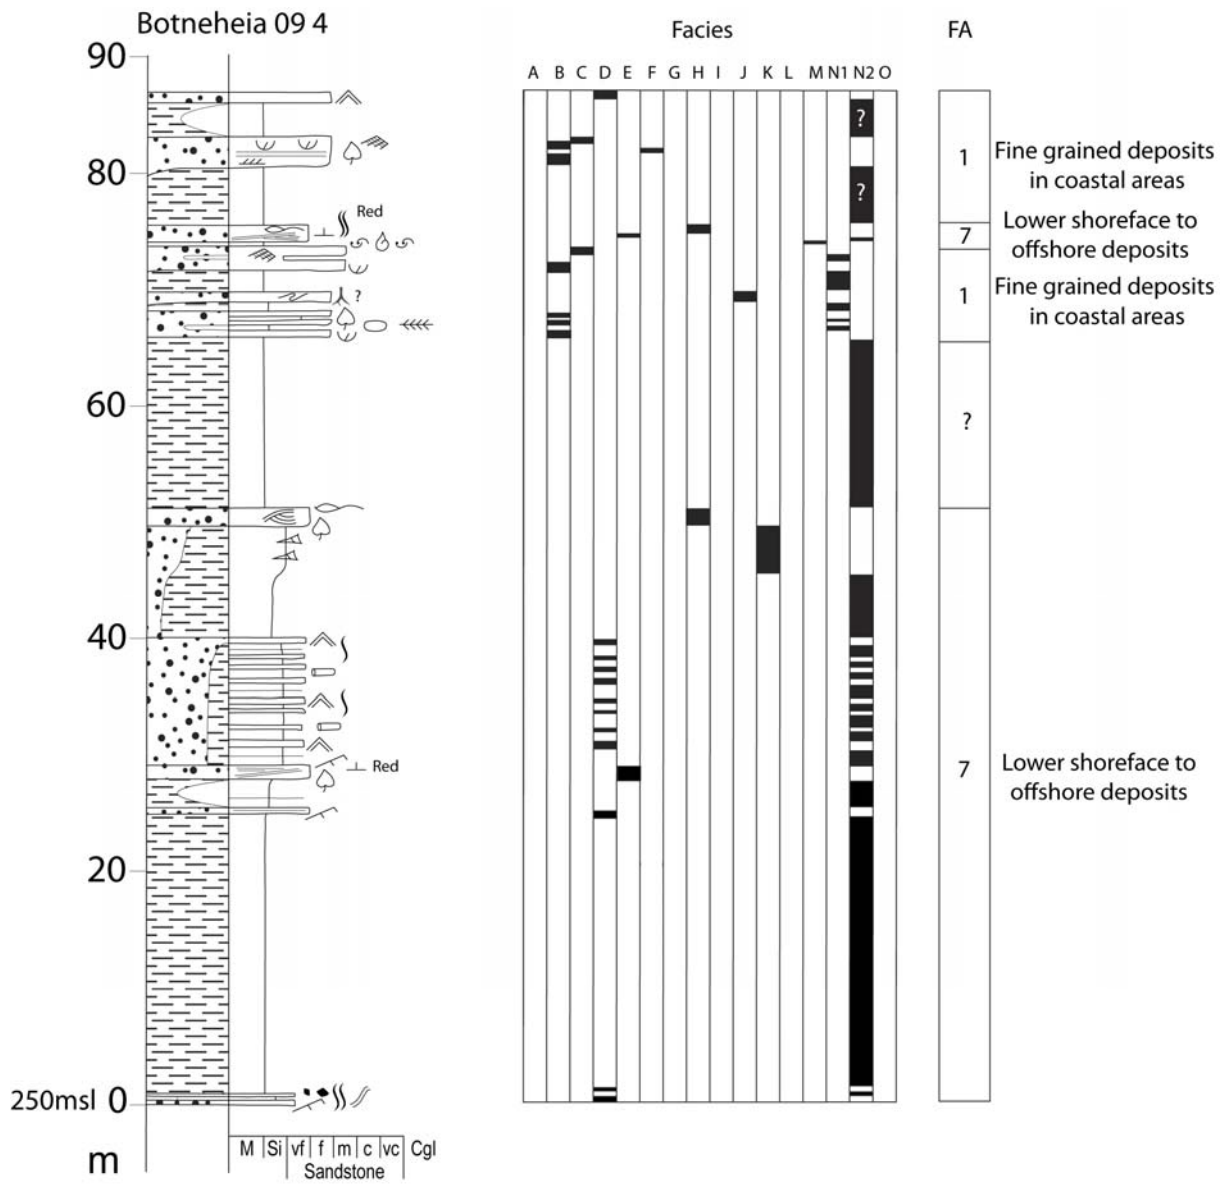 Botneheia 09 4
Facies
FA
90
A B C D E F G H I J K L M N1 N2 O
?
80
1
Fine grained deposits
in coastal areas
?
Red
7
Lower shoreface to
offshore deposits
?
1
Fine grained deposits
in coastal areas
60
?
40
Red
7
Lower shoreface to
offshore deposits
20
250msl 0
m
M Si vf f m c vc Cgl
Sandstone